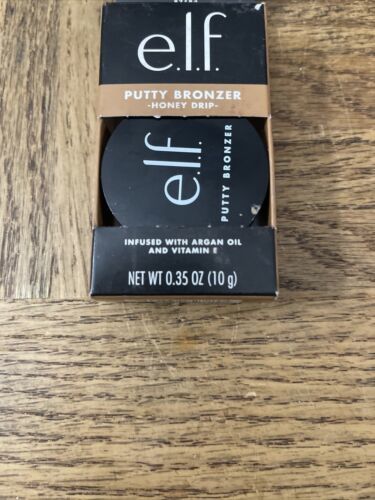 e.l.f.
PUTTY BRONZER
-HONEY DRIP-
e.l.f.
PUTTY BRONZER
INFUSED WITH ARGAN OIL
AND VITAMIN E
NET WT 0.35 OZ (10 g)